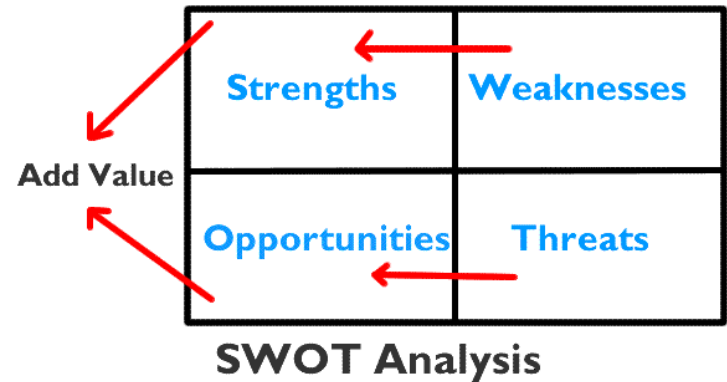 Strengths
Weaknesses
Add Value
Opportunities
Threats
SWOT Analysis